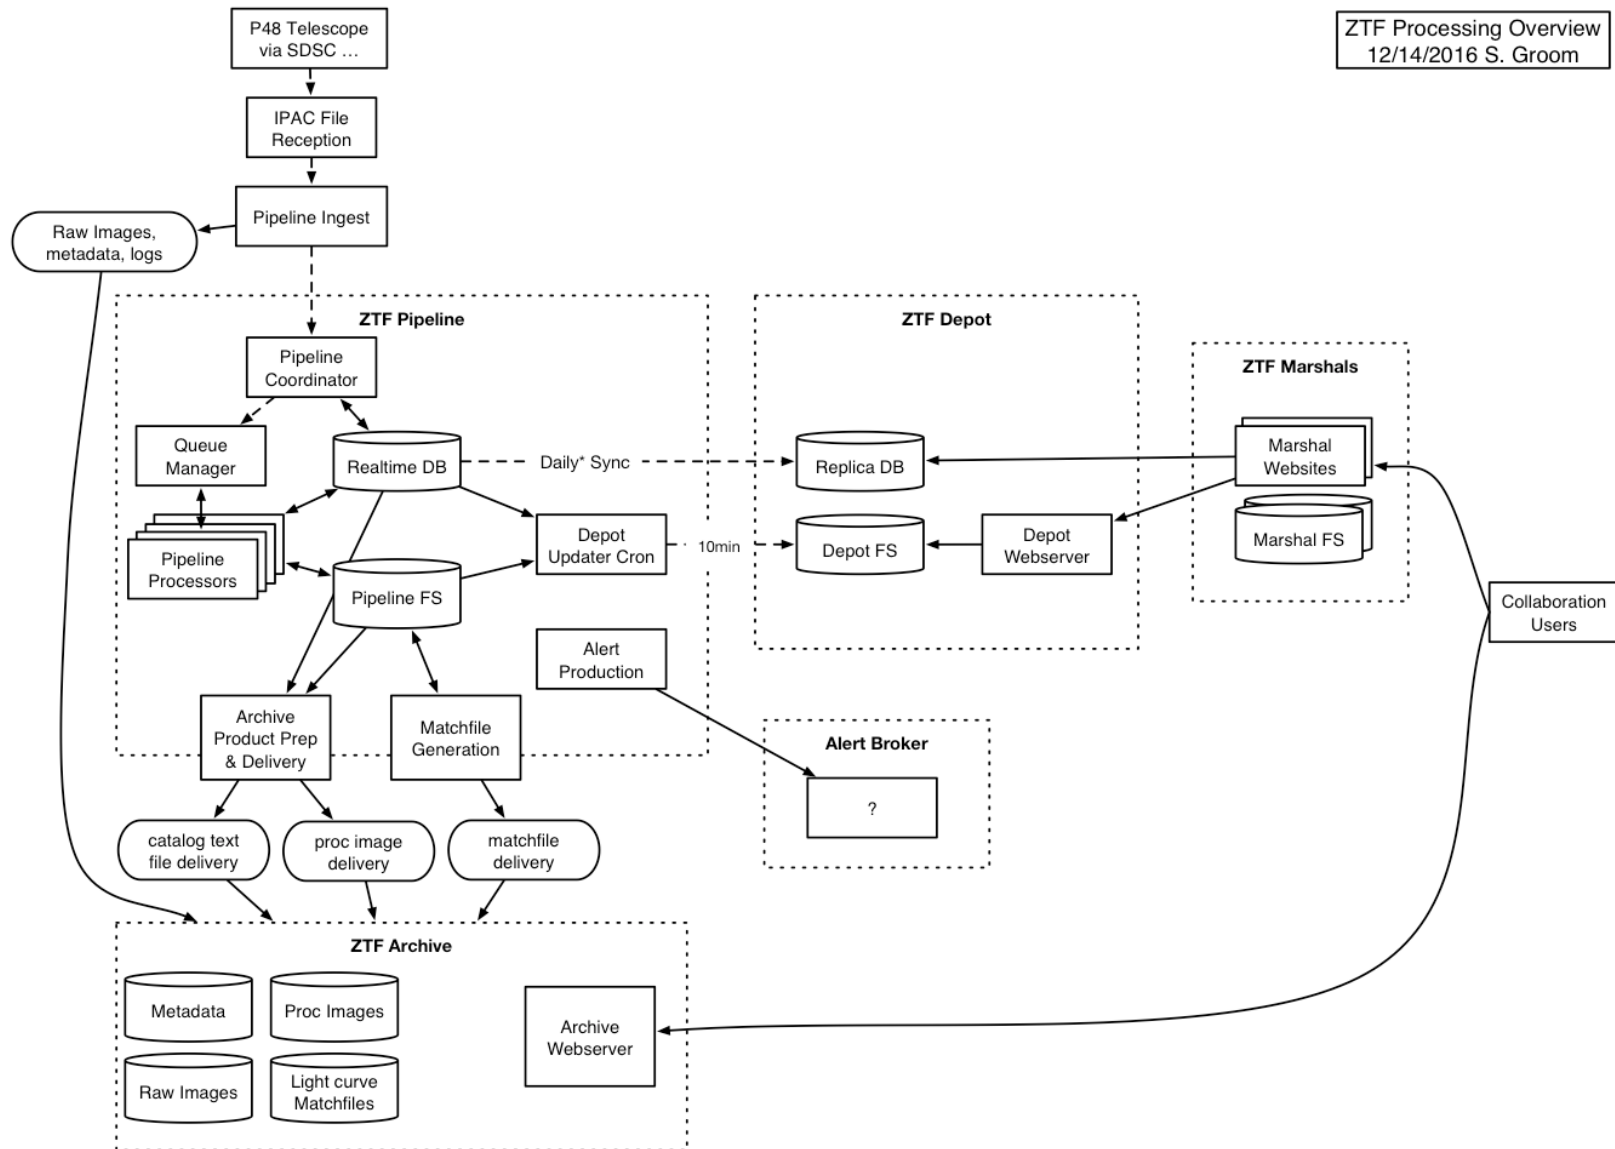 P48 Telescope
via SDSC ...
ZTF Processing Overview
12/14/2016 S. Groom
IPAC File
Reception
Pipeline Ingest
Raw Images,
metadata, logs
ZTF Pipeline
Pipeline
Coordinator
Queue
Manager
Realtime DB
Daily* Sync
Pipeline
Processors
Pipeline FS
Depot
Updater Cron
10min
Alert
Production
Archive
Product Prep
& Delivery
Matchfile
Generation
ZTF Depot
Replica DB
Depot FS
Depot
Webserver
ZTF Marshals
Marshal
Websites
Marshal FS
Collaboration
Users
Alert Broker
?
catalog text
file delivery
proc image
delivery
matchfile
delivery
ZTF Archive
Metadata
Proc Images
Raw Images
Light curve
Matchfiles
Archive
Webserver